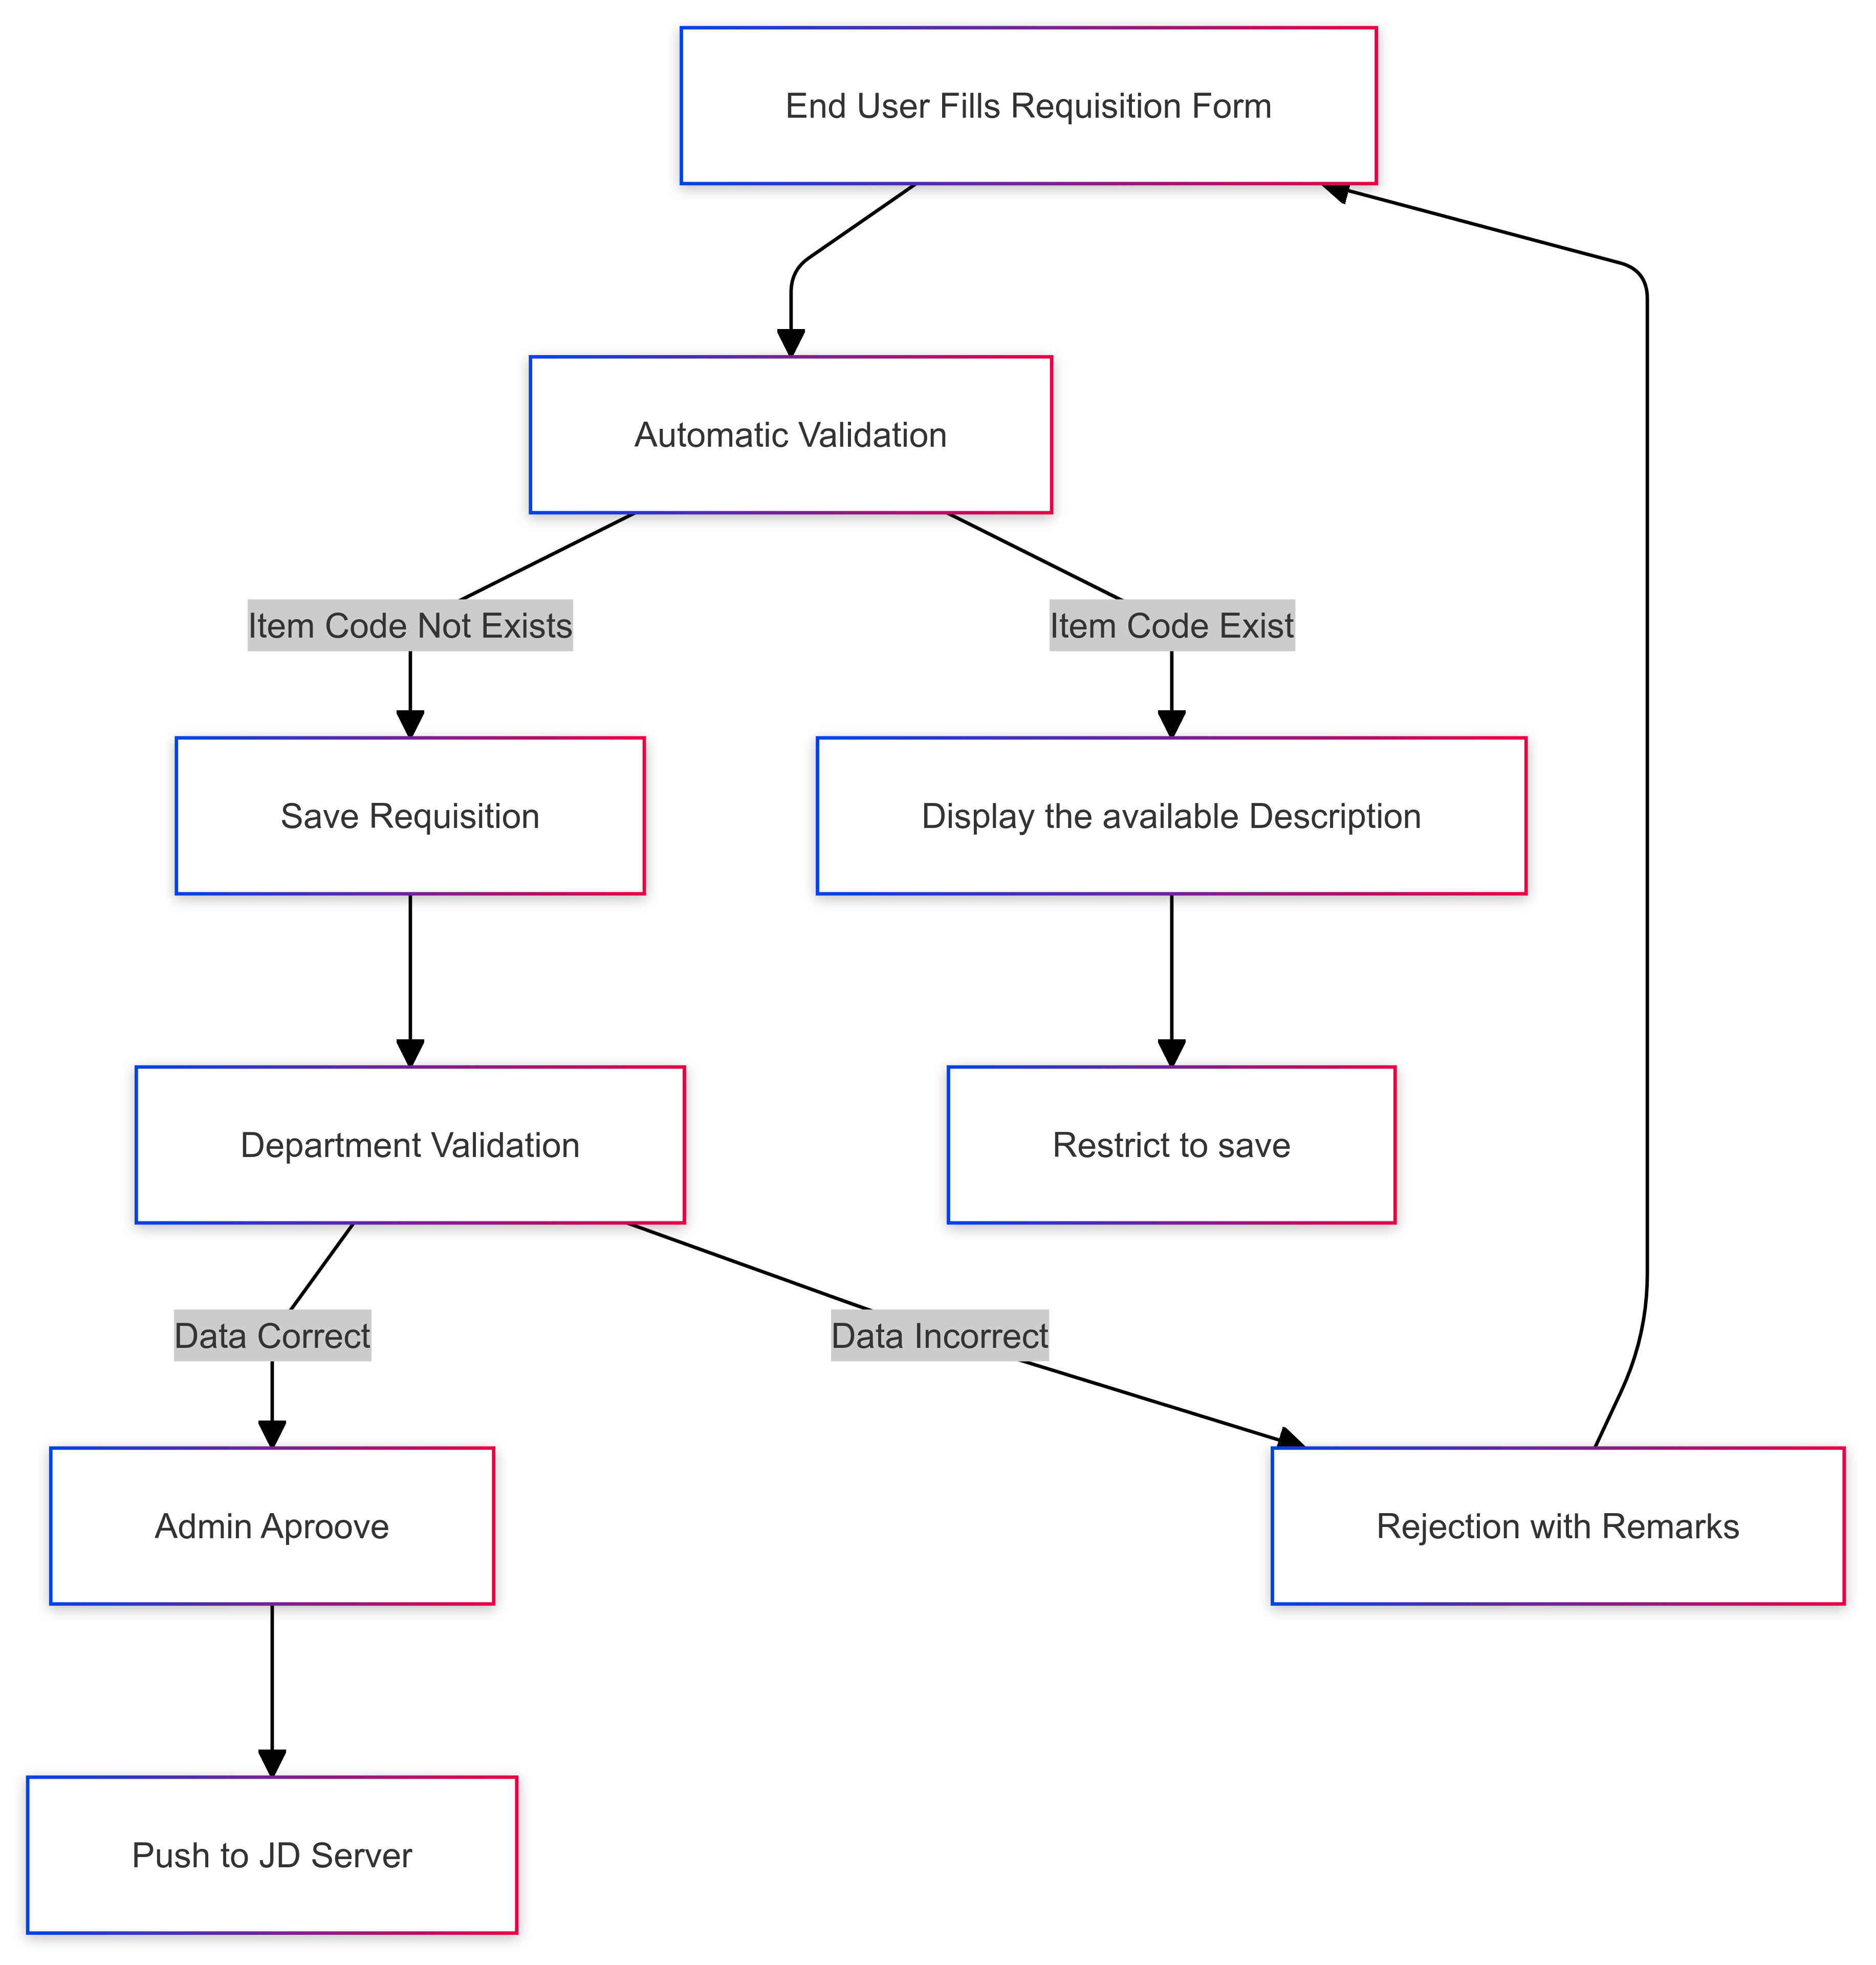 End User Fills Requisition Form
Automatic Validation
Item Code Not Exists
Item Code Exist
Save Requisition
Display the available Description
Department Validation
Restrict to save
Data Correct
Data Incorrect
Admin Aproove
Rejection with Remarks
Push to JD Server